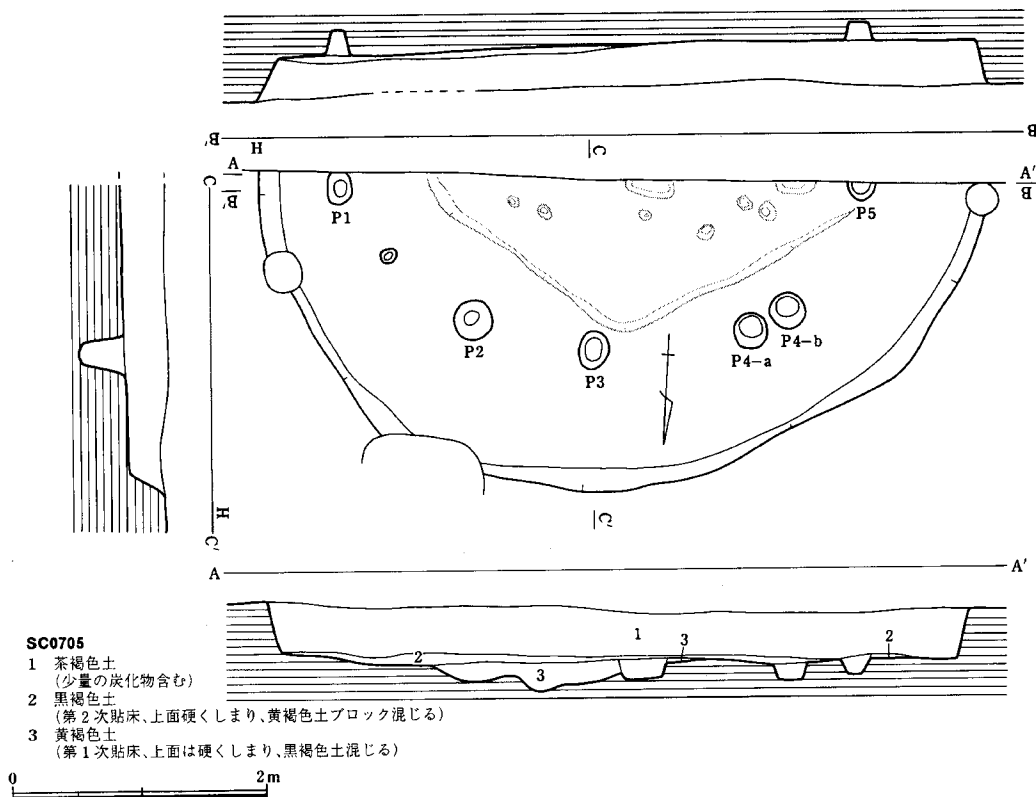 B′ H C B
A A′
B′ B
P1 P5
P2 P3 P4-a P4-b
C
H
C′
C′
A A′
1 3 2
2 3
SC0705
1 茶褐色土
(少量の炭化物含む)
2 黒褐色土
(第2次貼床、上面硬くしまり、黄褐色土ブロック混じる)
3 黄褐色土
(第1次貼床、上面は硬くしまり、黒褐色土混じる)
0 2m